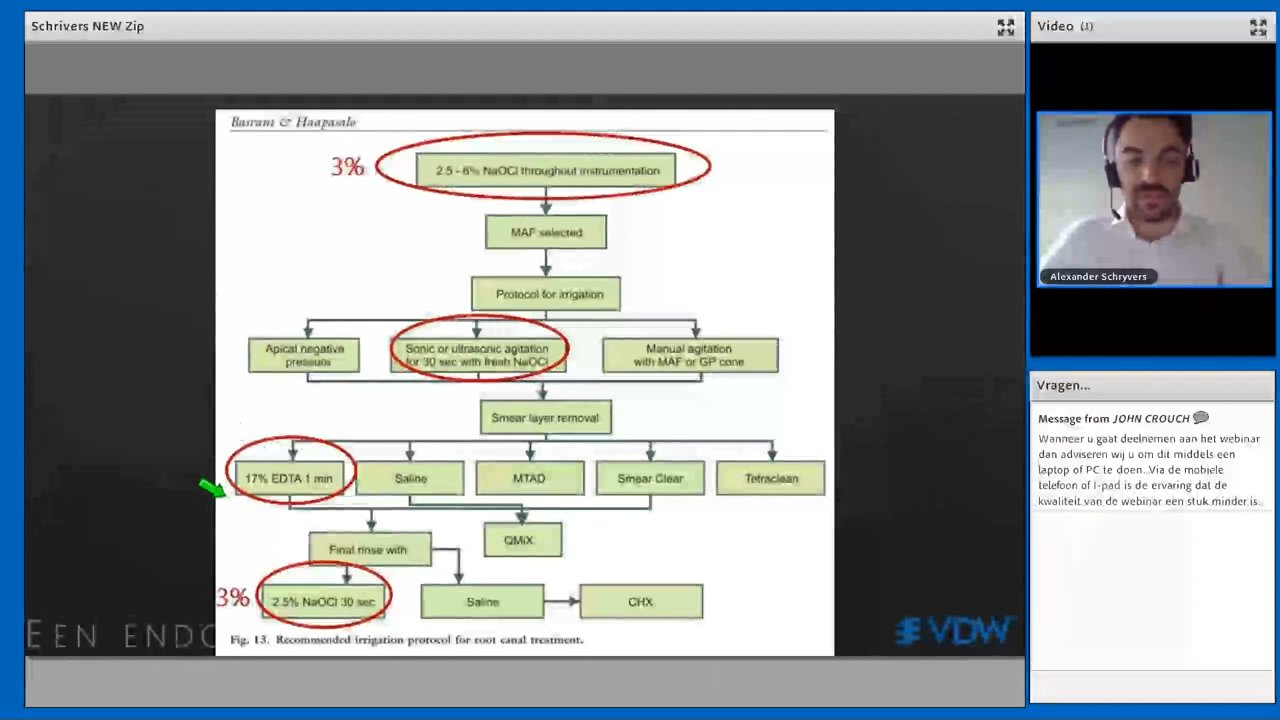 Schrivers NEW Zip
Basrani & Haapasalo
3%
2.5 - 6% NaOCl throughout instrumentation
MAF selected
Protocol for irrigation
Apical negative
pressure
Sonic or ultrasonic agitation
for 30 sec with fresh NaOCl
Manual agitation
with MAF or GP cone
Smear layer removal
17% EDTA 1 min
Saline
MTAD
Smear Clear
Tetraclean
Final rinse with
QMiX
3%
2.5% NaOCl 30 sec
Saline
CHX
Fig. 13. Recommended irrigation protocol for root canal treatment.
EEN ENDO
VDW
Video (1)
Alexander Schryvers
Vragen...
Message from JOHN CROUCH
Wanneer u gaat deelnemen aan het webinar
dan adviseren wij u om dit middels een
laptop of PC te doen..Via de mobiele
telefoon of I-pad is de ervaring dat de
kwaliteit van de webinar een stuk minder is.